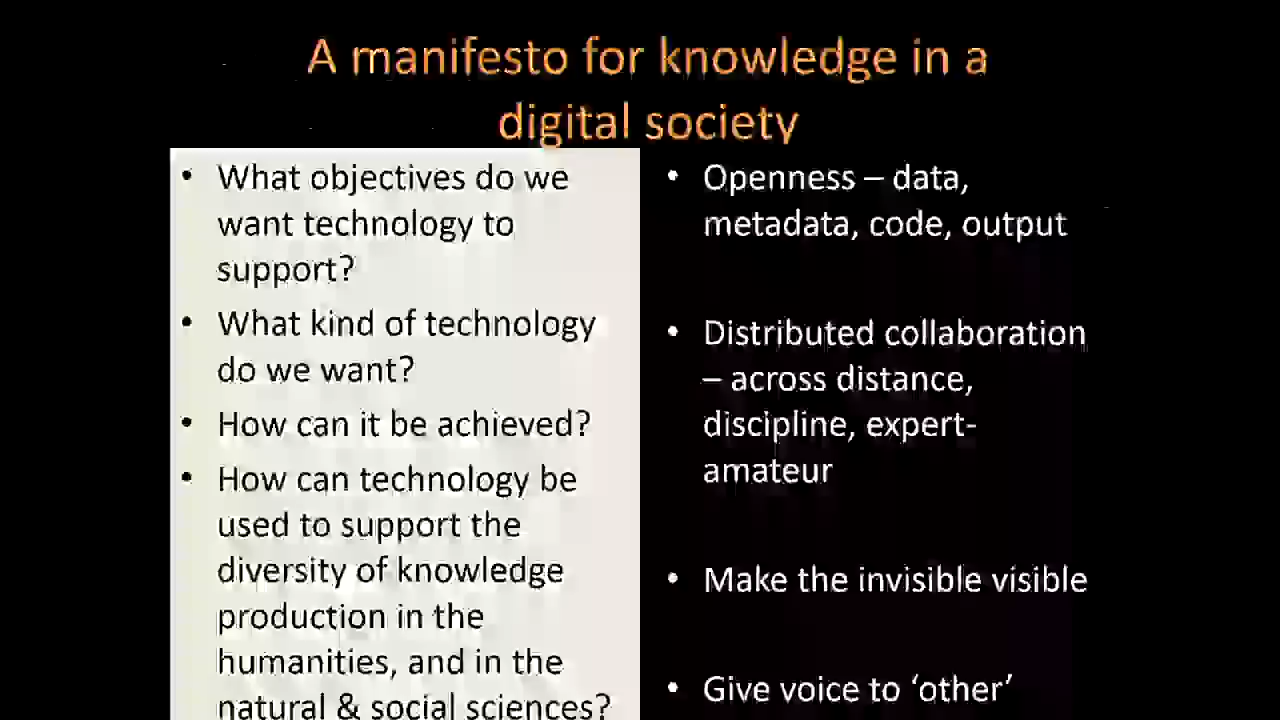 A manifesto for knowledge in a
digital society
• What objectives do we
want technology to
support?
• What kind of technology
do we want?
• How can it be achieved?
• How can technology be
used to support the
diversity of knowledge
production in the
humanities, and in the
natural & social sciences?
• Openness – data,
metadata, code, output
• Distributed collaboration
– across distance,
discipline, expert-
amateur
• Make the invisible visible
• Give voice to ‘other’